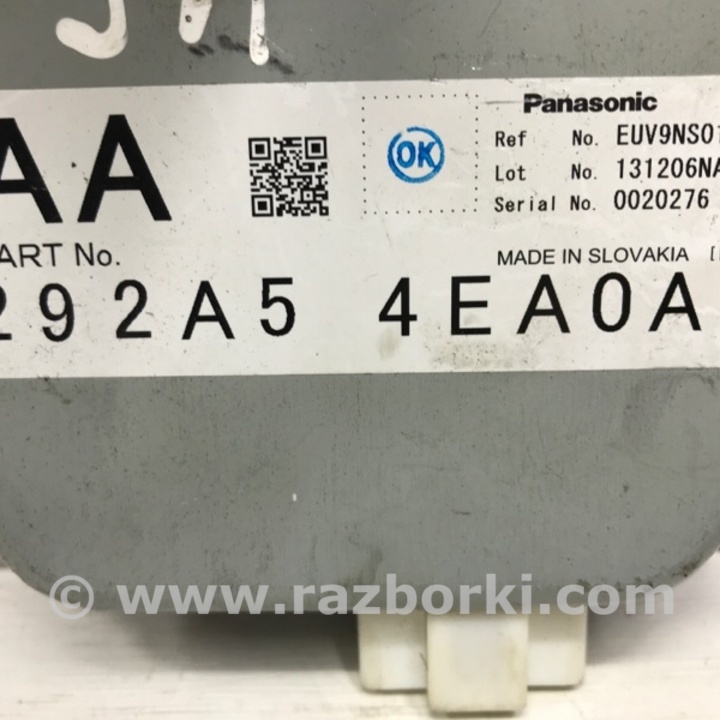 AA
OK
Panasonic
Ref No. EUV9NS01
Lot No. 131206NA
Serial No. 0020276
ART No.
MADE IN SLOVAKIA
292A5 4EA0A
© www.razborki.com